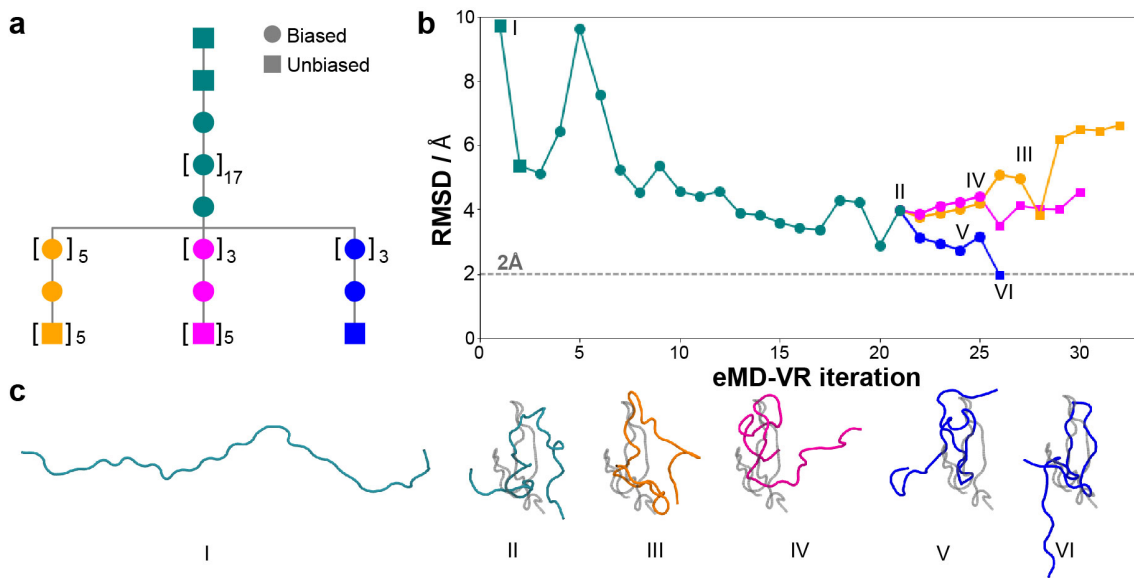 a
Biased
Unbiased
[ ]17
[ ]5 [ ]3 [ ]3
[ ]5 [ ]5
b
RMSD / Å
10
8
6
4
2
0
I
II
III
IV
V
VI
2Å
0 5 10 15 20 25 30
eMD-VR iteration
c
I II III IV V VI